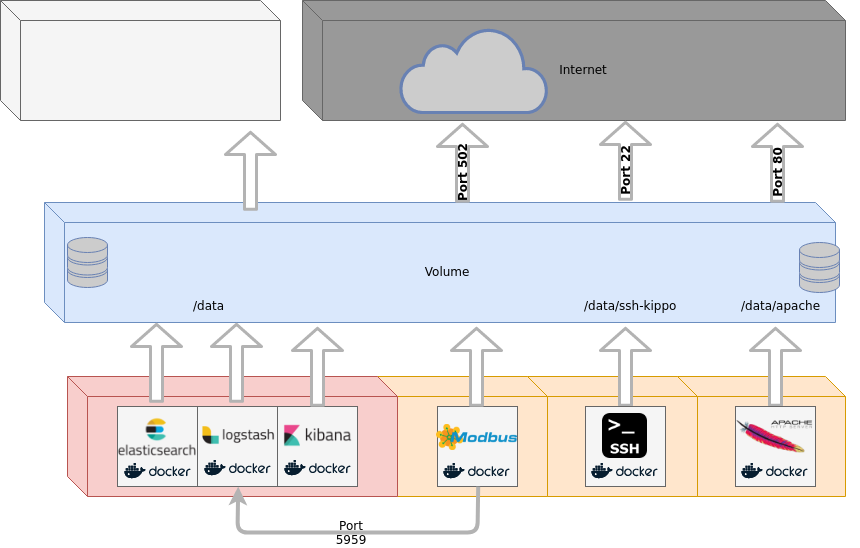 Internet
Port 502
Port 22
Port 80
Volume
/data
/data/ssh-kippo
/data/apache
elasticsearch
docker
logstash
docker
kibana
docker
Modbus
docker
>_
SSH
docker
APACHE
docker
Port
5959